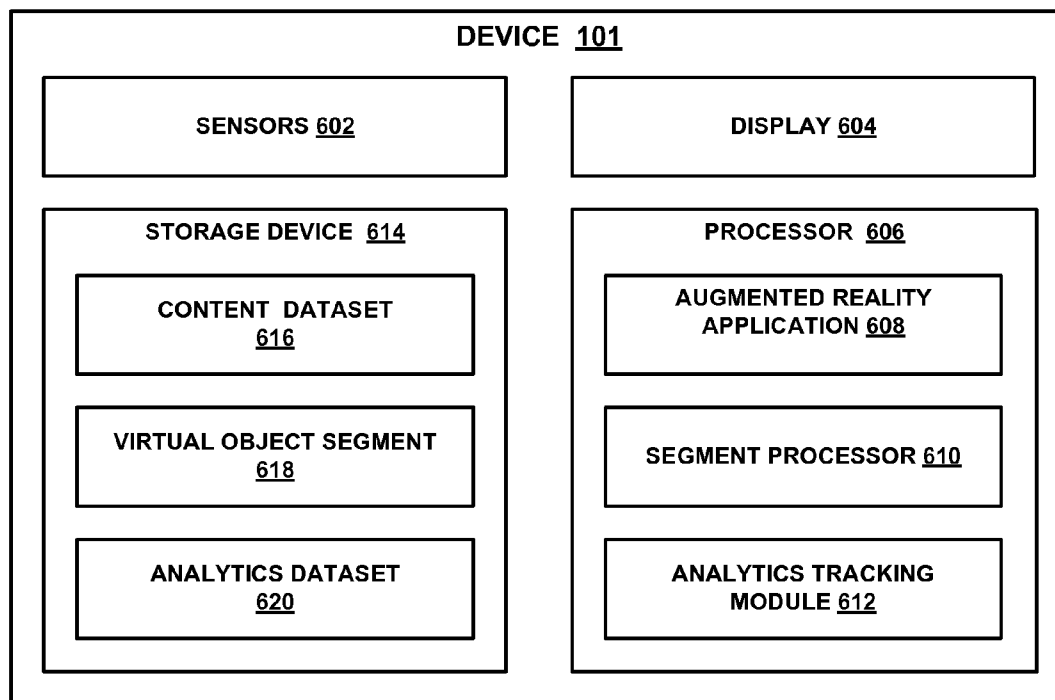 DEVICE 101
SENSORS 602
DISPLAY 604
STORAGE DEVICE 614
CONTENT DATASET
616
VIRTUAL OBJECT SEGMENT
618
ANALYTICS DATASET
620
PROCESSOR 606
AUGMENTED REALITY
APPLICATION 608
SEGMENT PROCESSOR 610
ANALYTICS TRACKING
MODULE 612